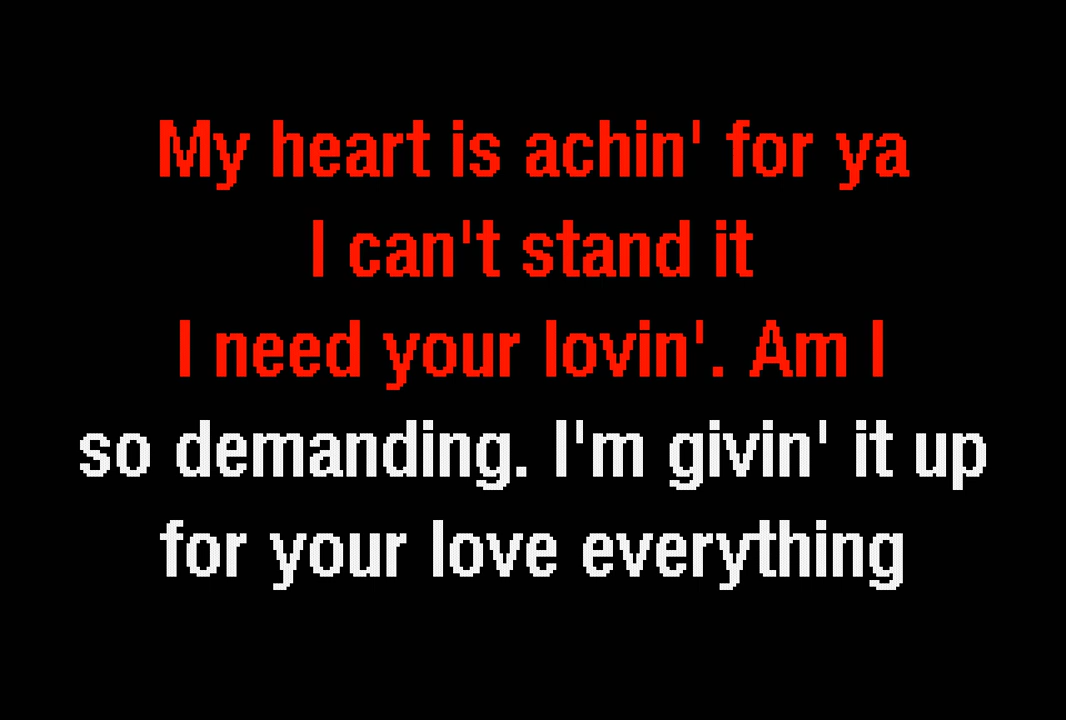 My heart is achin' for ya
I can't stand it
I need your lovin'. Am I
so demanding. I'm givin' it up
for your love everything